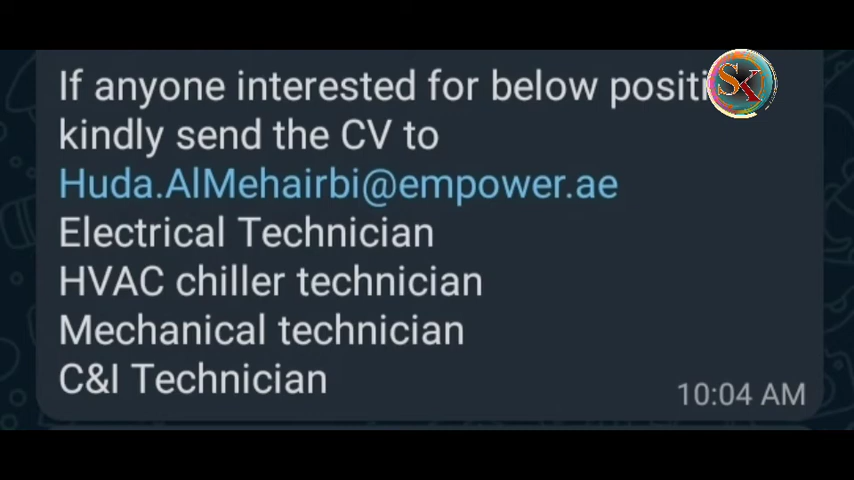 If anyone interested for below positi
kindly send the CV to
Huda.AlMehairbi@empower.ae
Electrical Technician
HVAC chiller technician
Mechanical technician
C&I Technician
10:04 AM
SK